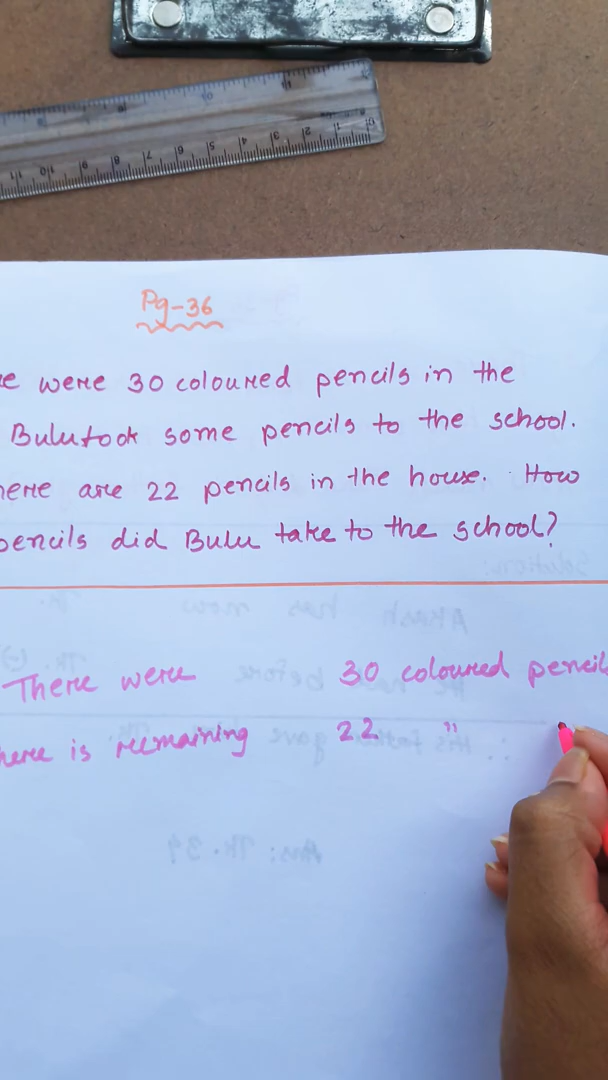 Pg-36
were 30 coloured pencils in the
Bulu took some pencils to the school.
are 22 pencils in the house. How
pencils did Bulu take to the school?
There were 30 coloured pencils
is remaining 22 "